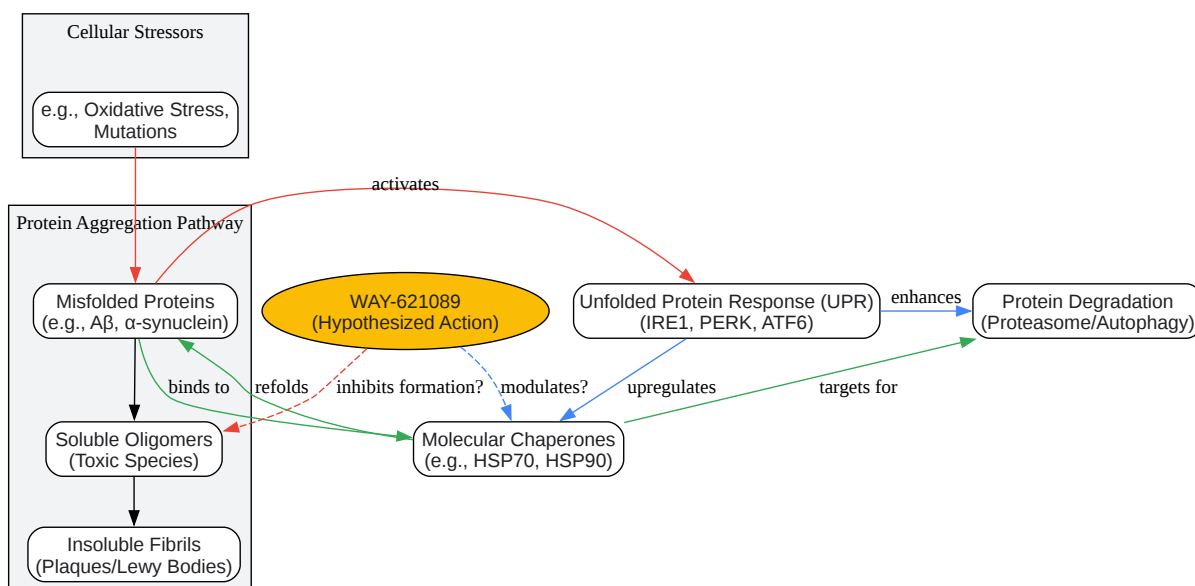 Cellular Stressors
e.g., Oxidative Stress,
Mutations
activates
Protein Aggregation Pathway
Misfolded Proteins
(e.g., Aβ, α-synuclein)
WAY-621089
(Hypothesized Action)
Unfolded Protein Response (UPR)
(IRE1, PERK, ATF6)
enhances
Protein Degradation
(Proteasome/Autophagy)
binds to
refolds
inhibits formation?
modulates?
upregulates
targets for
Soluble Oligomers
(Toxic Species)
Molecular Chaperones
(e.g., HSP70, HSP90)
Insoluble Fibrils
(Plaques/Lewy Bodies)